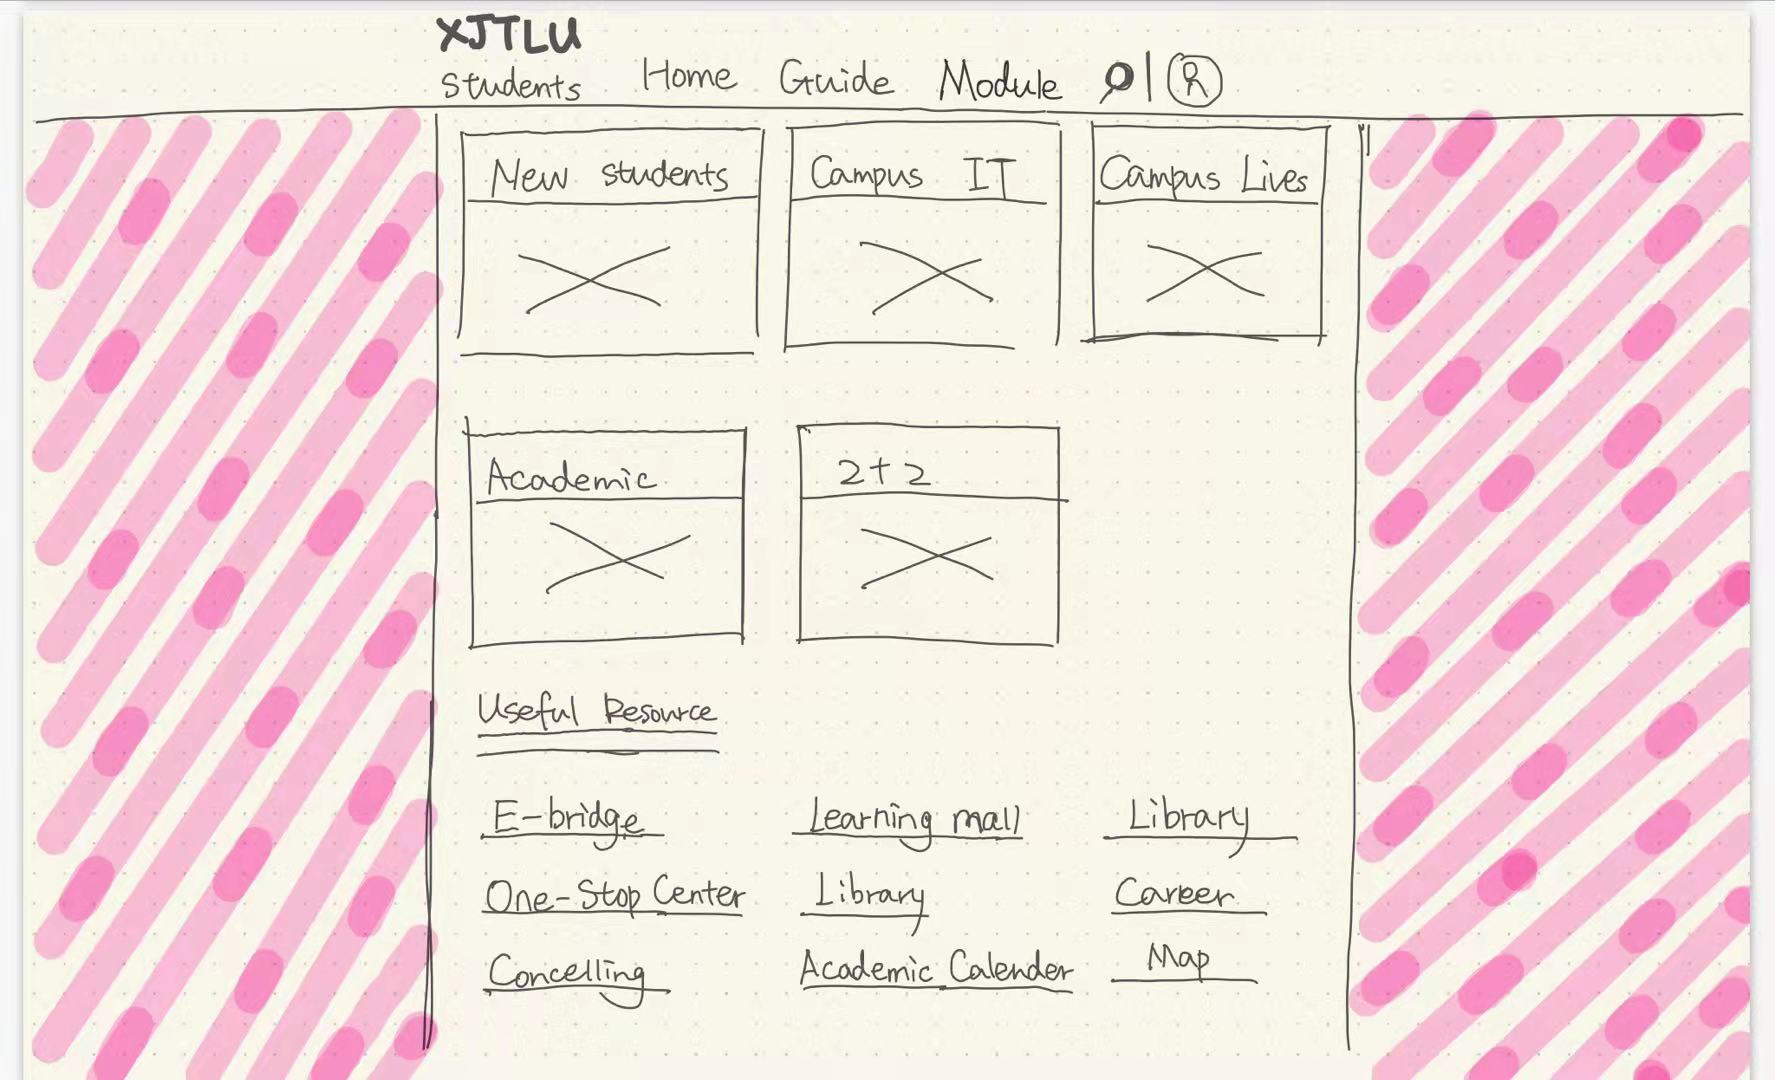 XJTLU
Students Home Guide Module
New students Campus IT Campus Lives
Academic 2+2
Useful Resource
E-bridge Learning mall Library
One-Stop Center Library Career
Concelling Academic Calender Map